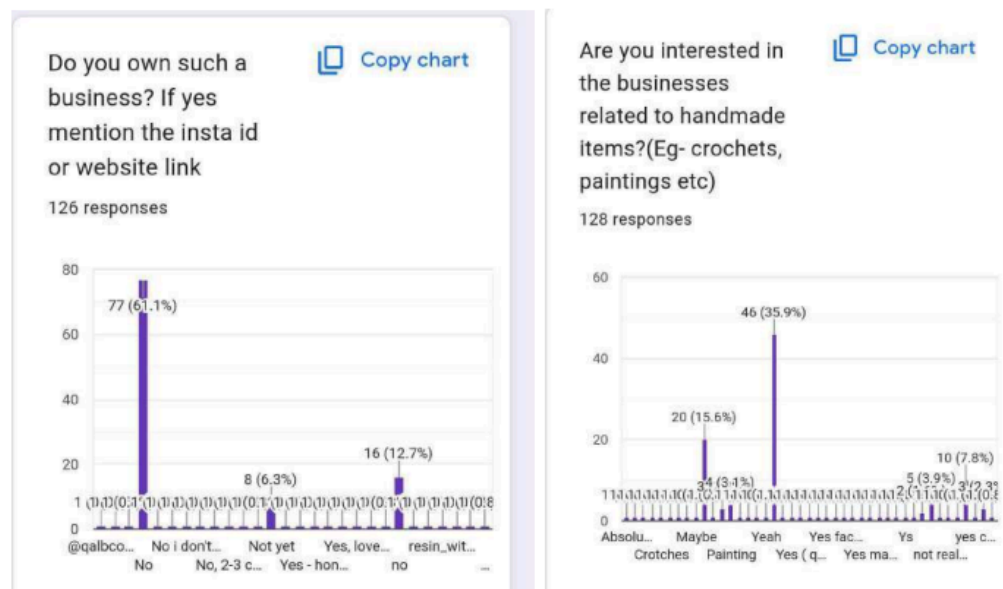 Do you own such a
business? If yes
mention the insta id
or website link
Copy chart
126 responses
80
77 (61.1%)
60
40
16 (12.7%)
20
8 (6.3%)
0
@qalbco... No i don't... Not yet Yes, love... resin_wit...
No No, 2-3 c... Yes - hon... no ...
Are you interested in
the businesses
related to handmade
items?(Eg- crochets,
paintings etc)
Copy chart
128 responses
60
46 (35.9%)
40
20 (15.6%)
20
10 (7.8%)
5 (3.9%)
0
Absolu... Maybe Yeah Yes fac... Ys yes c...
Crotches Painting Yes ( q... Yes ma... not real...